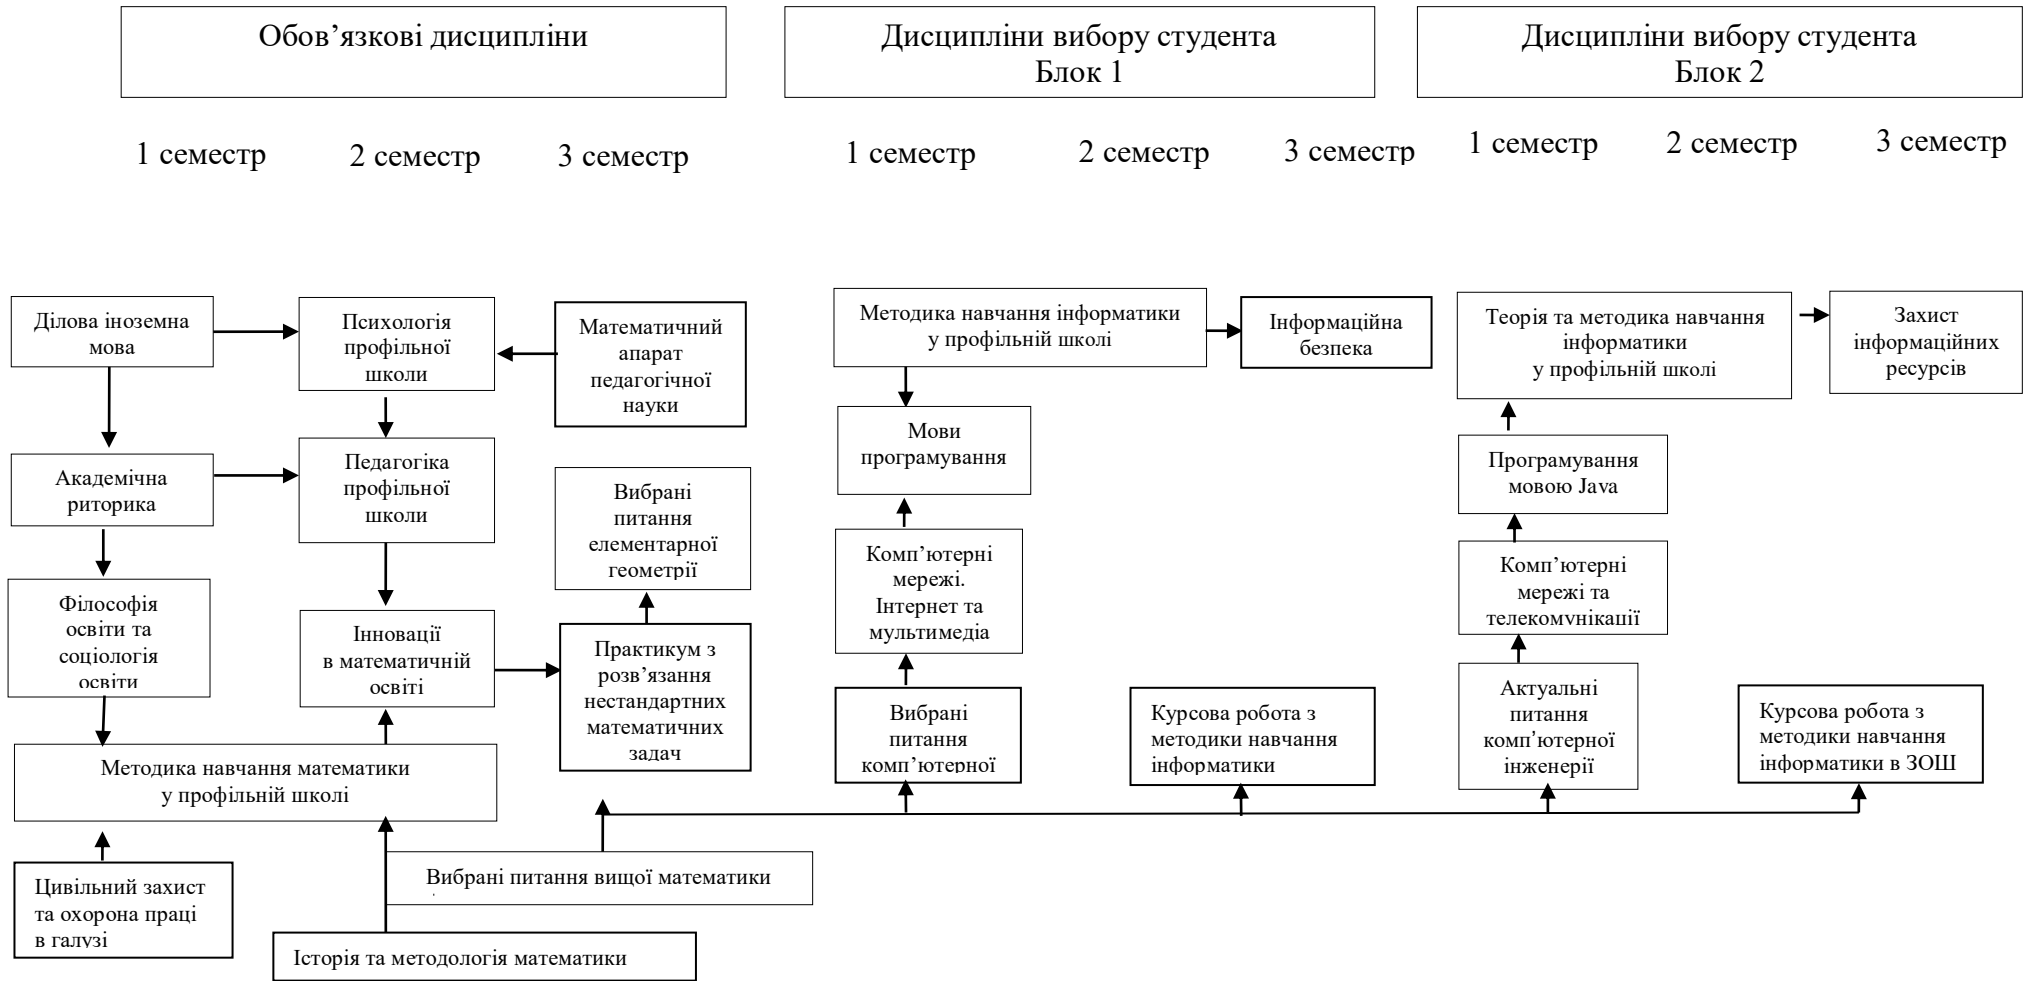 Обов’язкові дисципліни
Дисципліни вибору студента
Блок 1
Дисципліни вибору студента
Блок 2
1 семестр
2 семестр
3 семестр
1 семестр
2 семестр
3 семестр
1 семестр
2 семестр
3 семестр
Ділова іноземна
мова
Психологія
профільної
школи
Математичний
апарат
педагогічної
науки
Академічна
риторика
Педагогіка
профільної
школи
Вибрані
питання
елементарної
геометрії
Філософія
освіти та
соціологія
освіти
Інновації
в математичній
освіті
Практикум з
розв’язання
нестандартних
математичних
задач
Методика навчання математики
у профільній школі
Цивільний захист
та охорона праці
в галузі
Вибрані питання вищої математики
Історія та методологія математики
Методика навчання інформатики
у профільній школі
Інформаційна
безпека
Мови
програмування
Комп’ютерні
мережі.
Інтернет та
мультимедіа
Вибрані
питання
комп’ютерної
Курсова робота з
методики навчання
інформатики
Теорія та методика навчання
інформатики
у профільній школі
Захист
інформаційних
ресурсів
Програмування
мовою Java
Комп’ютерні
мережі та
телекомунікації
Актуальні
питання
комп’ютерної
інженерії
Курсова робота з
методики навчання
інформатики в ЗОШ